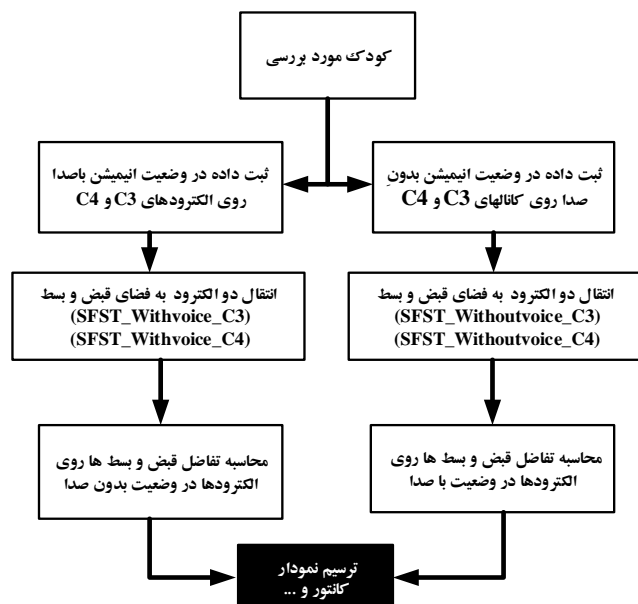 کودک مورد بررسی
ثبت داده در وضعیت انیمیشن بدونِ
صدا روی کانالهای C3 و C4
ثبت داده در وضعیت انیمیشن باصدا
روی الکترودهای C3 و C4
انتقال دو الکترود به فضای قبض و بسط
(SFST_Withoutvoice_C3)
(SFST_Withoutvoice_C4)
انتقال دو الکترود به فضای قبض و بسط
(SFST_Withvoice_C3)
(SFST_Withvoice_C4)
محاسبه تفاضل قبض و بسط ها روی
الکترودها در وضعیت با صدا
محاسبه تفاضل قبض و بسط ها روی
الکترودها در وضعیت بدون صدا
ترسیم نمودار
کانتور و ...